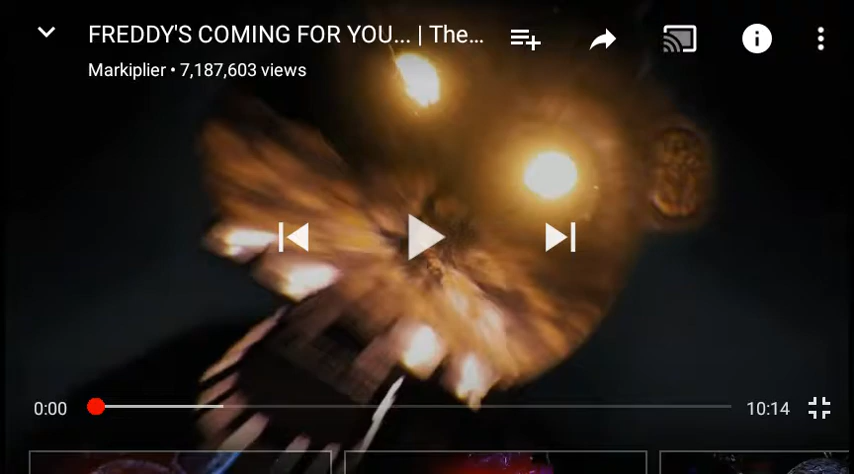 FREDDY'S COMING FOR YOU... | The...
Markiplier • 7,187,603 views
0:00
10:14